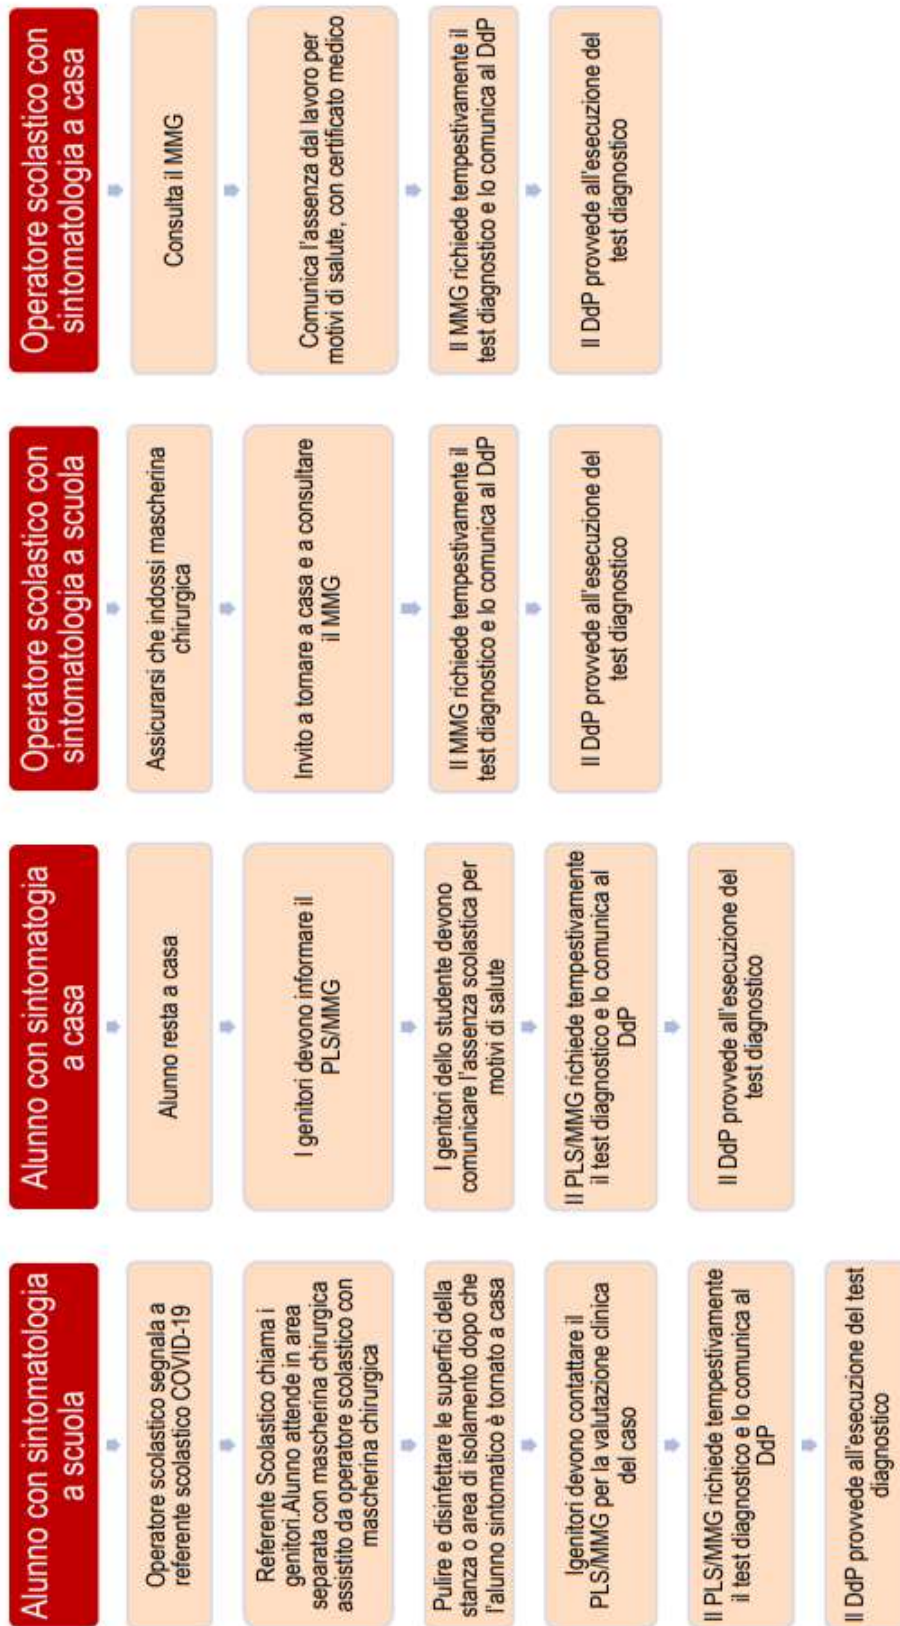 Alunno con sintomatologia
a scuola
Operatore scolastico segnala a
referente scolastico COVID-19
Referente Scolastico chiama i
genitori.Alunno attende in area
separata con mascherina chirurgica
assistito da operatore scolastico con
mascherina chirurgica
Pulire e disinfettare le superfici della
stanza o area di isolamento dopo che
l'alunno sintomatico è tornato a casa
Igenitori devono contattare il
PLS/MMG per la valutazione clinica
del caso
Il PLS/MMG richiede tempestivamente
il test diagnostico e lo comunica al
DdP
Il DdP provvede all'esecuzione del test
diagnostico
Alunno con sintomatogia
a casa
Alunno resta a casa
I genitori devono informare il
PLS/MMG
I genitori dello studente devono
comunicare l'assenza scolastica per
motivi di salute
Il PLS/MMG richiede tempestivamente
il test diagnostico e lo comunica al
DdP
Il DdP provvede all'esecuzione del
test diagnostico
Operatore scolastico con
sintomatologia a scuola
Assicurarsi che indossi mascherina
chirurgica
Invito a tornare a casa e a consultare
il MMG
Il MMG richiede tempestivamente il
test diagnostico e lo comunica al DdP
Il DdP provvede all'esecuzione del
test diagnostico
Operatore scolastico con
sintomatologia a casa
Consulta il MMG
Comunica l'assenza dal lavoro per
motivi di salute, con certificato medico
Il MMG richiede tempestivamente il
test diagnostico e lo comunica al DdP
Il DdP provvede all'esecuzione del
test diagnostico